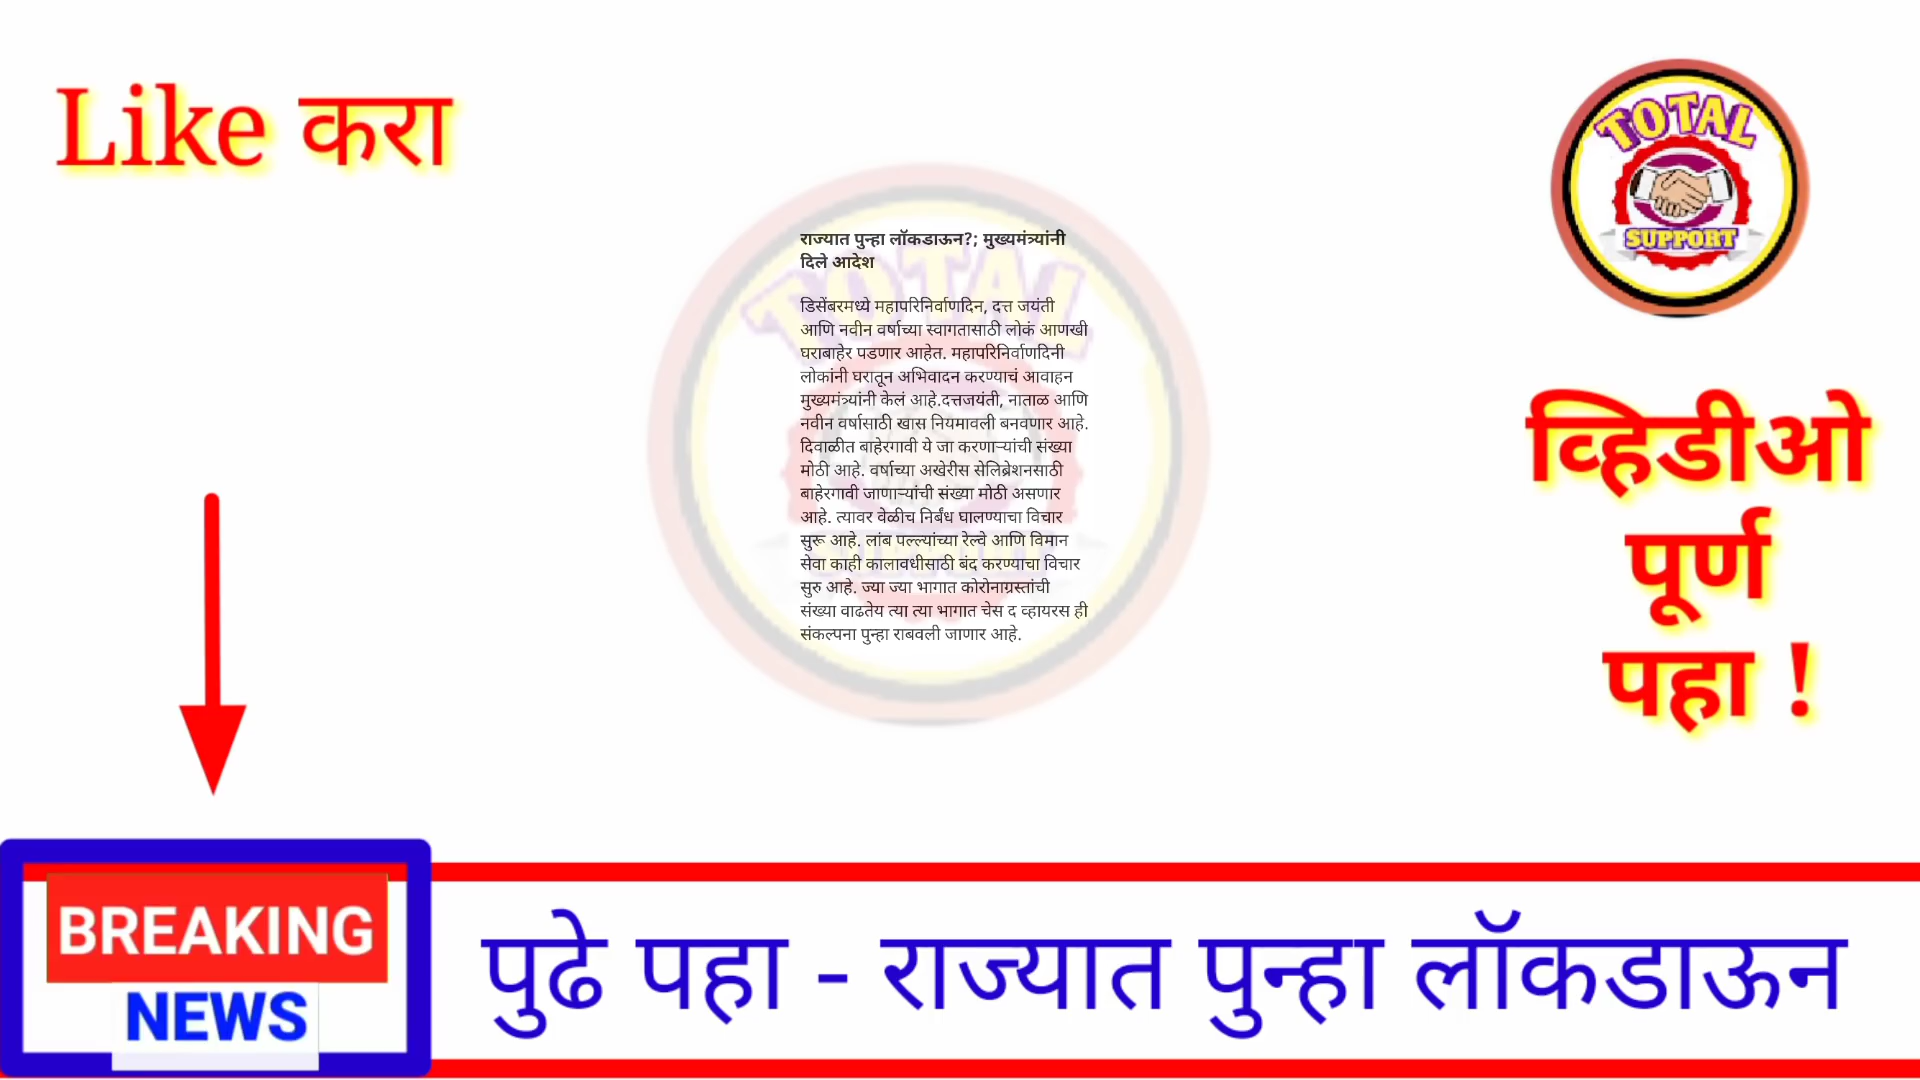 Like करा
TOTAL
SUPPORT
राज्यात पुन्हा लॉकडाऊन?; मुख्यमंत्र्यांनी
दिले आदेश
डिसेंबरमध्ये महापरिनिर्वाणदिन, दत्त जयंती
आणि नवीन वर्षाच्या स्वागतासाठी लोकं आणखी
घराबाहेर पडणार आहेत. महापरिनिर्वाणदिनी
लोकांनी घरातून अभिवादन करण्याचं आवाहन
मुख्यमंत्र्यांनी केलं आहे.दत्तजयंती, नाताळ आणि
नवीन वर्षासाठी खास नियमावली बनवणार आहे.
दिवाळीत बाहेरगावी ये जा करणाऱ्यांची संख्या
मोठी आहे. वर्षाच्या अखेरीस सेलिब्रेशनसाठी
बाहेरगावी जाणाऱ्यांची संख्या मोठी असणार
आहे. त्यावर वेळीच निर्बंध घालण्याचा विचार
सुरू आहे. लांब पल्ल्यांच्या रेल्वे आणि विमान
सेवा काही कालावधीसाठी बंद करण्याचा विचार
सुरु आहे. ज्या ज्या भागात कोरोनाग्रस्तांची
संख्या वाढतेय त्या त्या भागात चेस द व्हायरस ही
संकल्पना पुन्हा राबवली जाणार आहे.
TOTAL
SUPPORT
व्हिडीओ
पूर्ण
पहा !
BREAKING
NEWS
पुढे पहा - राज्यात पुन्हा लॉकडाऊन